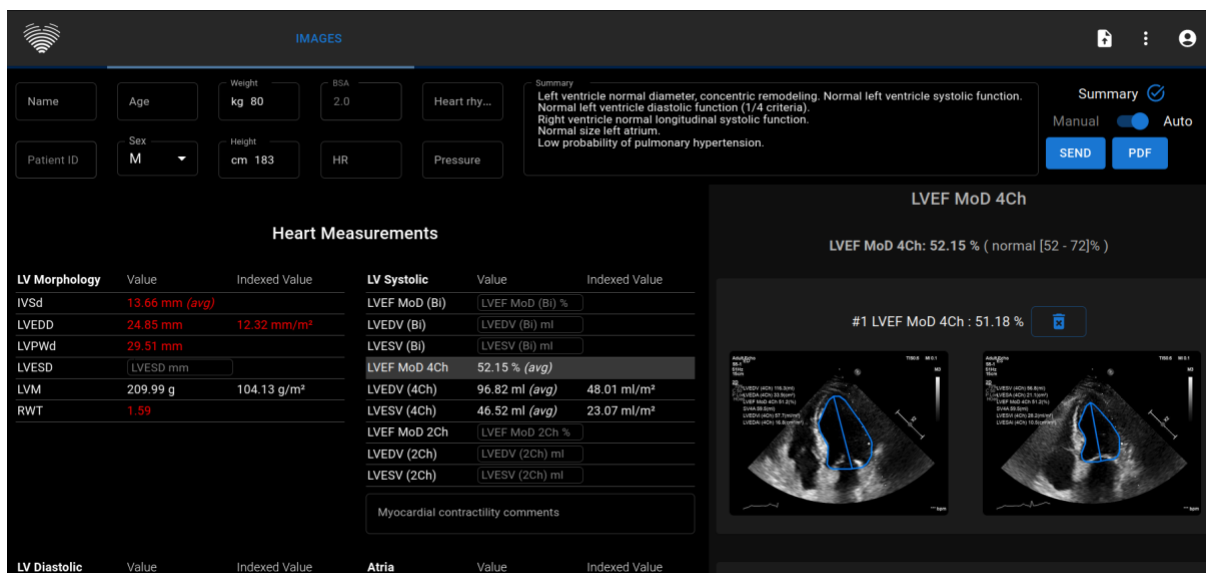 IMAGES
Name
Age
Weight
kg 80
BSA
2.0
Heart rhy...
Summary
Left ventricle normal diameter, concentric remodeling. Normal left ventricle systolic function.
Normal left ventricle diastolic function (1/4 criteria).
Right ventricle normal longitudinal systolic function.
Normal size left atrium.
Low probability of pulmonary hypertension.
Summary
Manual Auto
Patient ID
Sex
M
Height
cm 183
HR
Pressure
SEND PDF
Heart Measurements
LV Morphology Value Indexed Value
IVSd 13.66 mm (avg)
LVEDD 24.85 mm 12.32 mm/m²
LVPWd 29.51 mm
LVESD LVESD mm
LVM 209.99 g 104.13 g/m²
RWT 1.59
LV Systolic Value Indexed Value
LVEF MoD (Bi) LVEF MoD (Bi) %
LVEDV (Bi) LVEDV (Bi) ml
LVESV (Bi) LVESV (Bi) ml
LVEF MoD 4Ch 52.15 % (avg)
LVEDV (4Ch) 96.82 ml (avg) 48.01 ml/m²
LVESV (4Ch) 46.52 ml (avg) 23.07 ml/m²
LVEF MoD 2Ch LVEF MoD 2Ch %
LVEDV (2Ch) LVEDV (2Ch) ml
LVESV (2Ch) LVESV (2Ch) ml
Myocardial contractility comments
LV Diastolic Value Indexed Value
Atria Value Indexed Value
LVEF MoD 4Ch
LVEF MoD 4Ch: 52.15 % ( normal [52 - 72]% )
#1 LVEF MoD 4Ch : 51.18 %
Adult Echo
bpm
Adult Echo
bpm